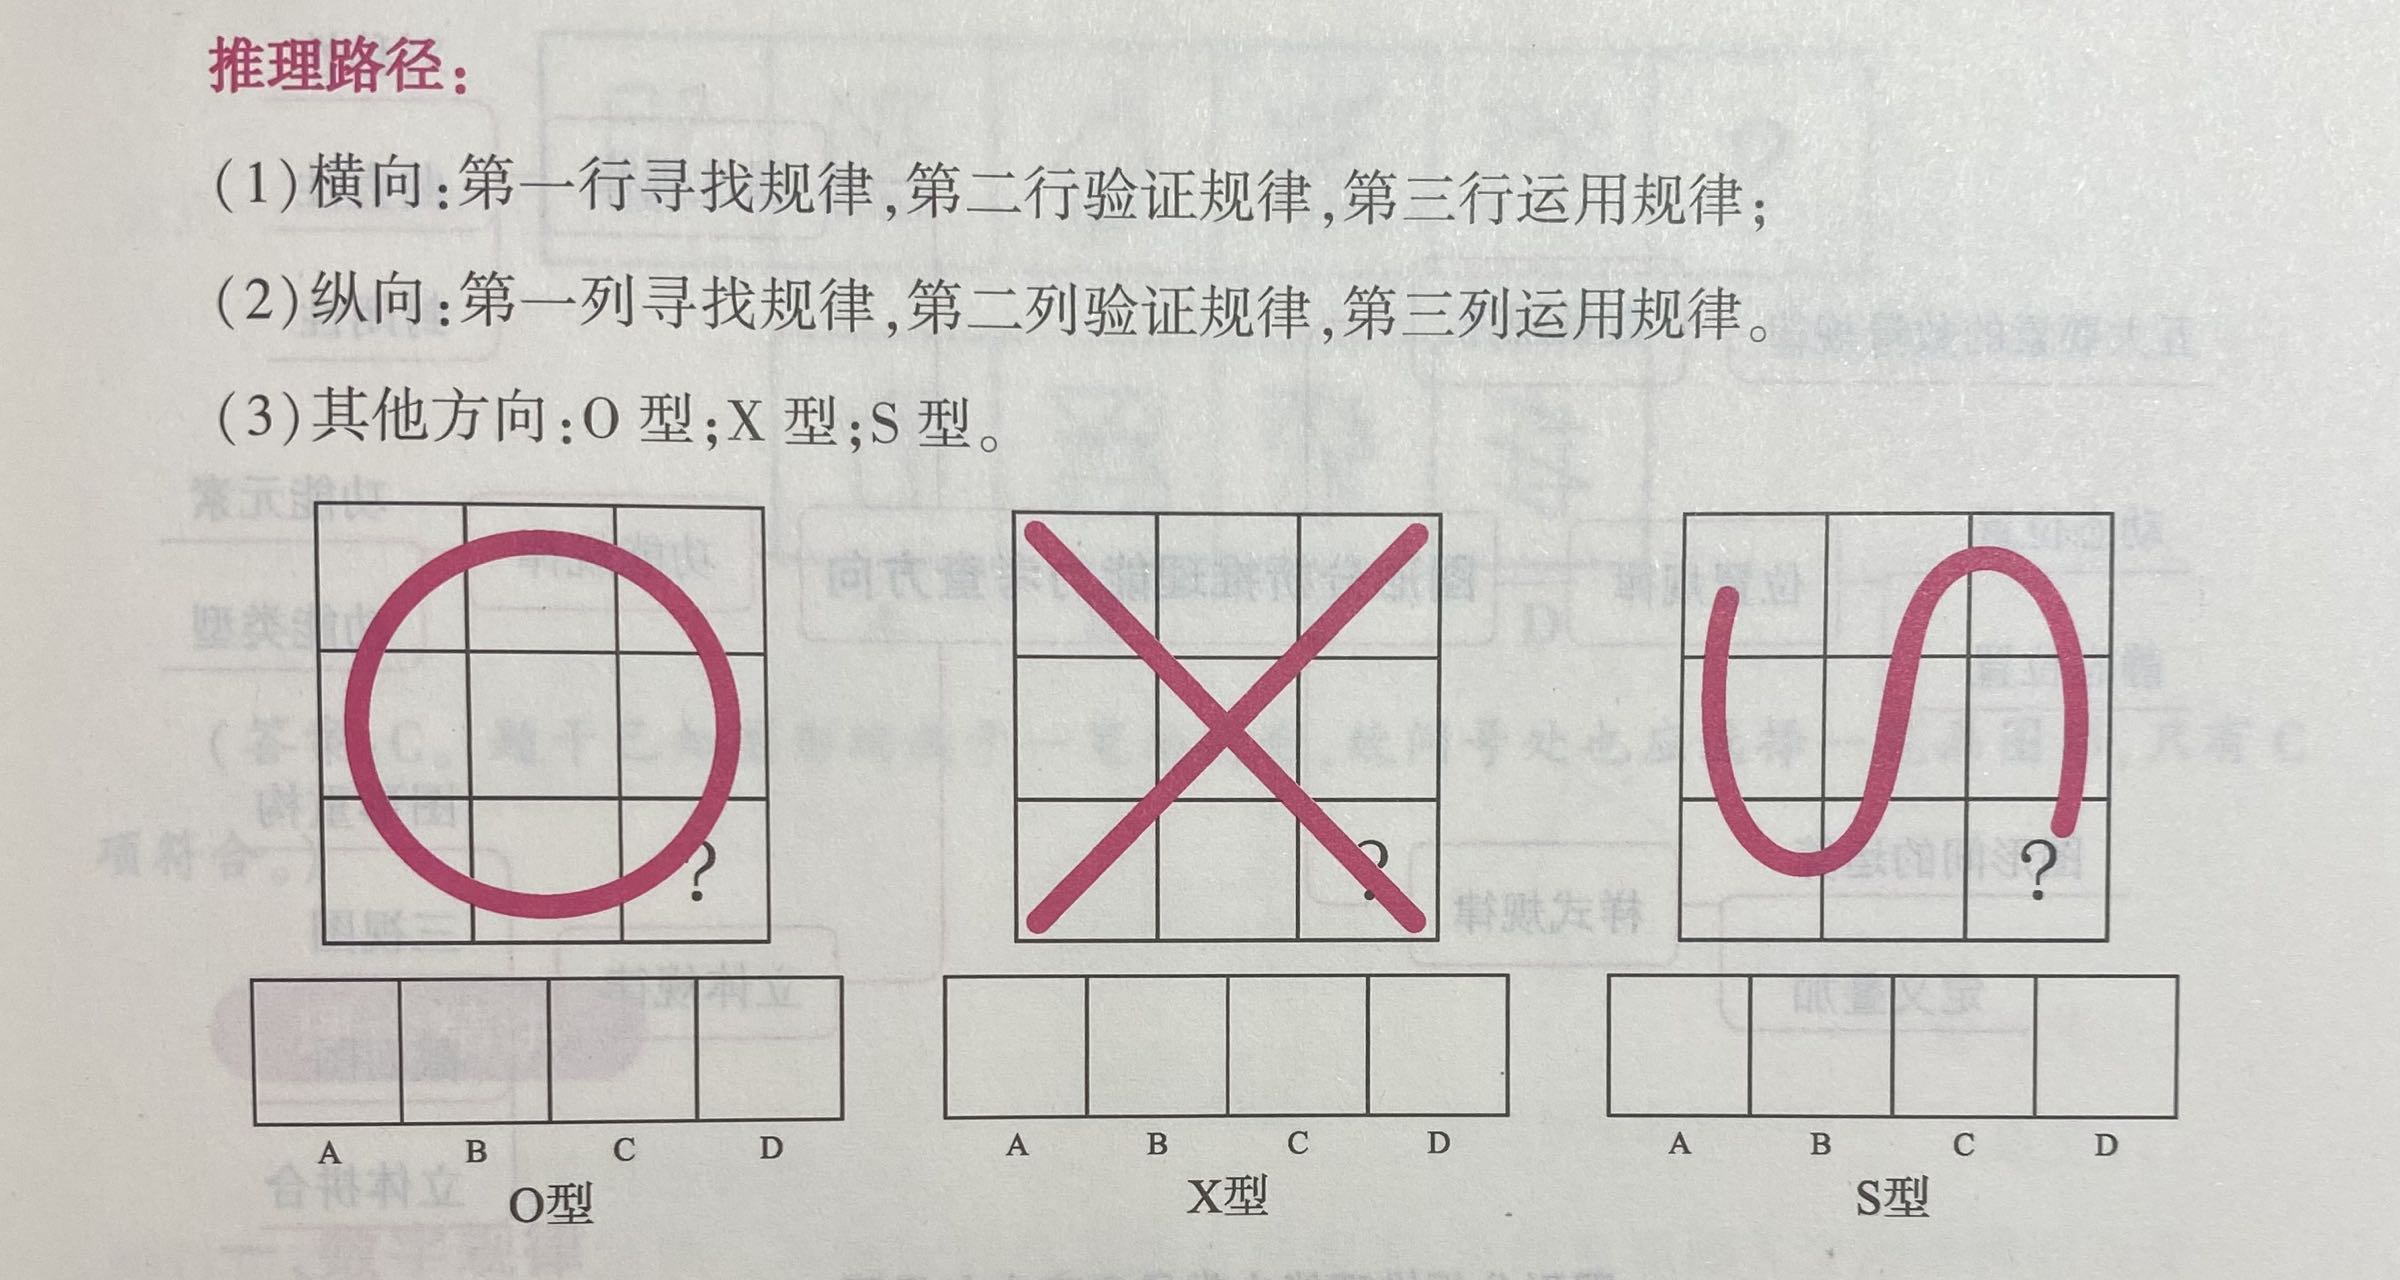 推理路径：
(1)横向：第一行寻找规律，第二行验证规律，第三行运用规律；
(2)纵向：第一列寻找规律，第二列验证规律，第三列运用规律。
(3)其他方向：O 型；X 型；S 型。
? ? ?
A B C D A B C D A B C D
O型 X型 S型